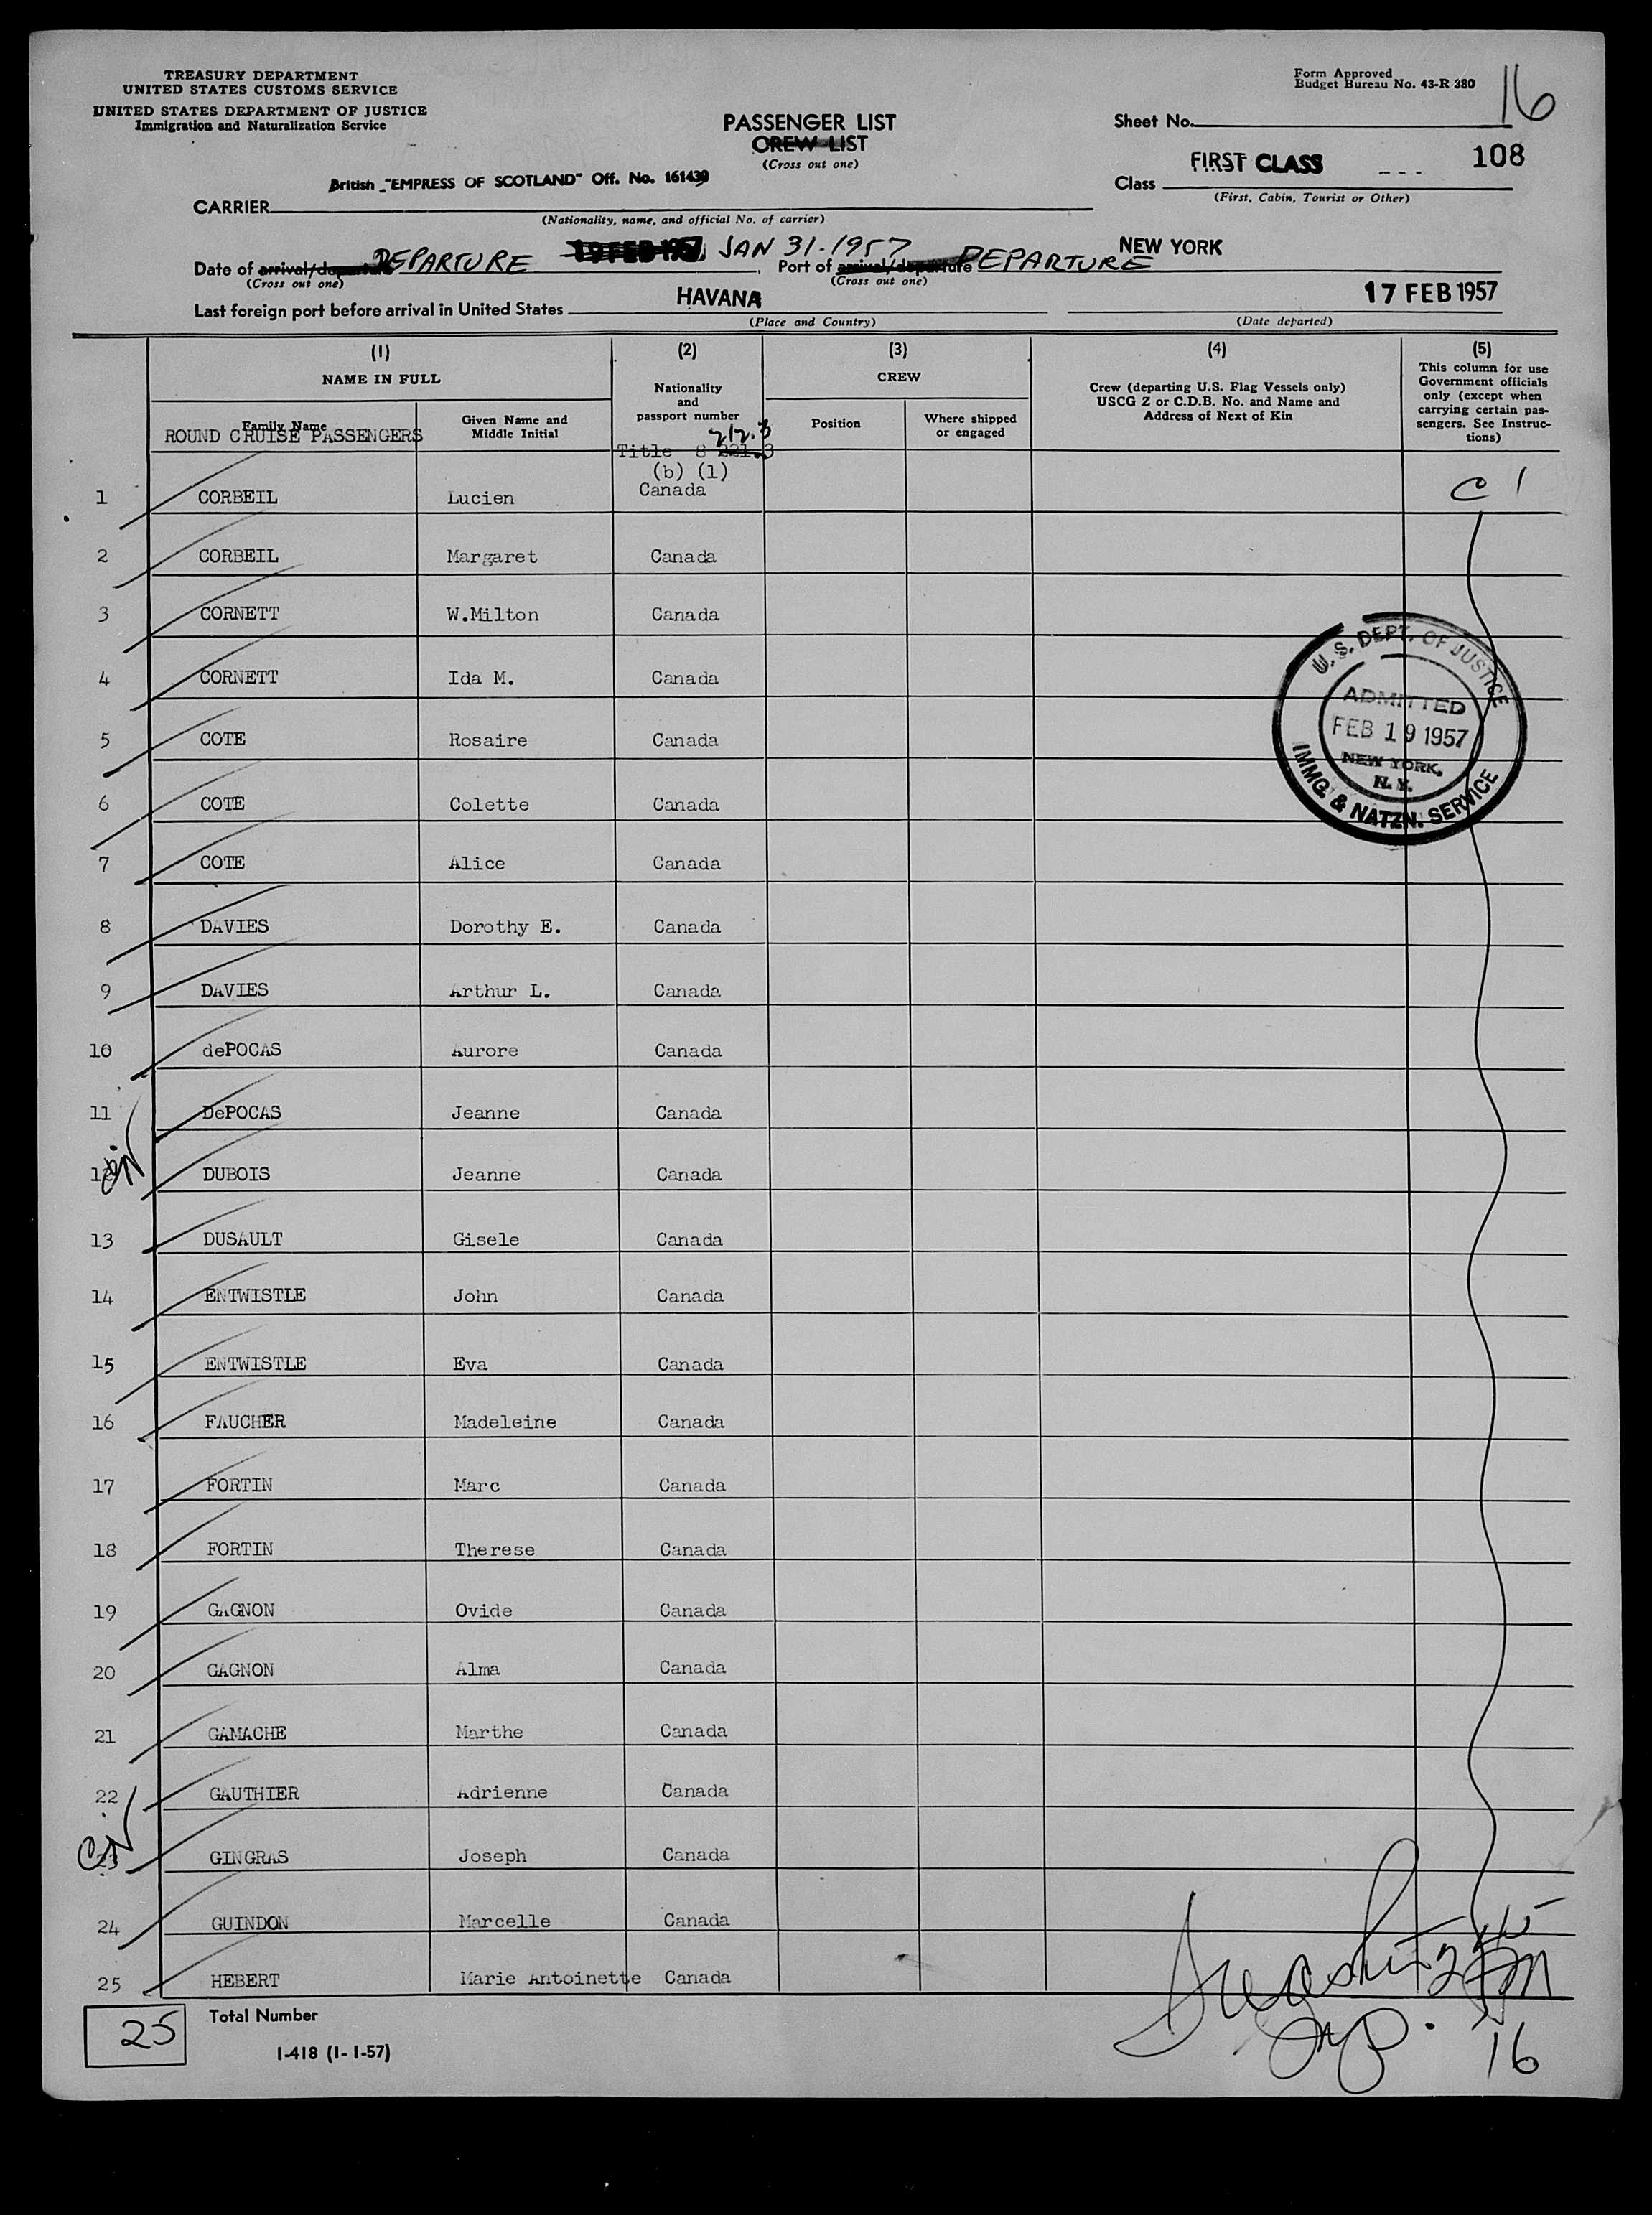 TREASURY DEPARTMENT
UNITED STATES CUSTOMS SERVICE
UNITED STATES DEPARTMENT OF JUSTICE
Immigration and Naturalization Service
Form Approved
Budget Bureau No. 43-R 380
16
PASSENGER LIST
CREW LIST
(Cross out one)
Sheet No.
FIRST CLASS --- 108
Class
(First, Cabin, Tourist or Other)
British "EMPRESS OF SCOTLAND" Off. No. 161430
CARRIER
(Nationality, name, and official No. of carrier)
Date of arrival/departure DEPARTURE 19 FEB 1957 JAN 31-1957, Port of arrival/departure DEPARTURE NEW YORK
(Cross out one) (Cross out one)
Last foreign port before arrival in United States HAVANA 17 FEB 1957
(Place and Country) (Date departed)
(1) (2) (3) (4) (5)
NAME IN FULL
Family Name
Given Name and Middle Initial
Nationality and passport number
CREW
Position
Where shipped or engaged
Crew (departing U.S. Flag Vessels only)
USCG Z or C.D.B. No. and Name and
Address of Next of Kin
This column for use
Government officials
only (except when
carrying certain pas-
sengers. See Instruc-
tions)
ROUND CRUISE PASSENGERS
212.3
Title 8 221.3
(b) (1)
1 CORBEIL Lucien Canada C 1
2 CORBEIL Margaret Canada
3 CORNETT W.Milton Canada
4 CORNETT Ida M. Canada
5 COTE Rosaire Canada
6 COTE Colette Canada
7 COTE Alice Canada
8 DAVIES Dorothy E. Canada
9 DAVIES Arthur L. Canada
10 dePOCAS Aurore Canada
11 DePOCAS Jeanne Canada
12 DUBOIS Jeanne Canada
13 DUSAULT Gisele Canada
14 ENTWISTLE John Canada
15 ENTWISTLE Eva Canada
16 FAUCHER Madeleine Canada
17 FORTIN Marc Canada
18 FORTIN Therese Canada
19 GAGNON Ovide Canada
20 GAGNON Alma Canada
21 GAMACHE Marthe Canada
22 GAUTHIER Adrienne Canada
23 GINGRAS Joseph Canada
24 GUINDON Marcelle Canada
25 HEBERT Marie Antoinette Canada
U.S. DEPT. OF JUSTICE
ADMITTED
FEB 19 1957
NEW YORK,
N.Y.
IMMG. & NATZN. SERVICE
25 Total Number
I-418 (1-1-57)
16